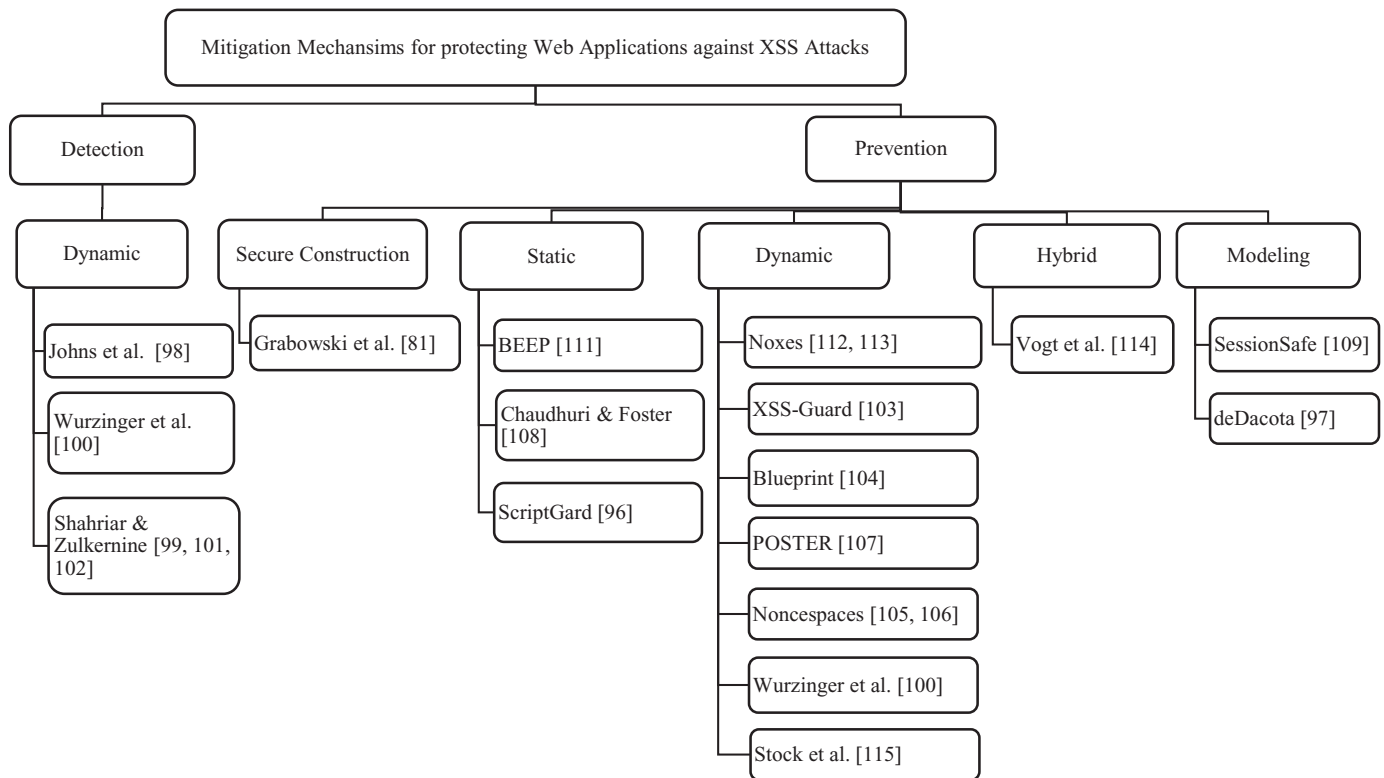 Mitigation Mechansims for protecting Web Applications against XSS Attacks
Detection
Prevention
Dynamic
Secure Construction
Static
Dynamic
Hybrid
Modeling
Johns et al. [98]
Wurzinger et al.
[100]
Shahriar &
Zulkernine [99, 101,
102]
Grabowski et al. [81]
BEEP [111]
Chaudhuri & Foster
[108]
ScriptGard [96]
Noxes [112, 113]
XSS-Guard [103]
Blueprint [104]
POSTER [107]
Noncespaces [105, 106]
Wurzinger et al. [100]
Stock et al. [115]
Vogt et al. [114]
SessionSafe [109]
deDacota [97]